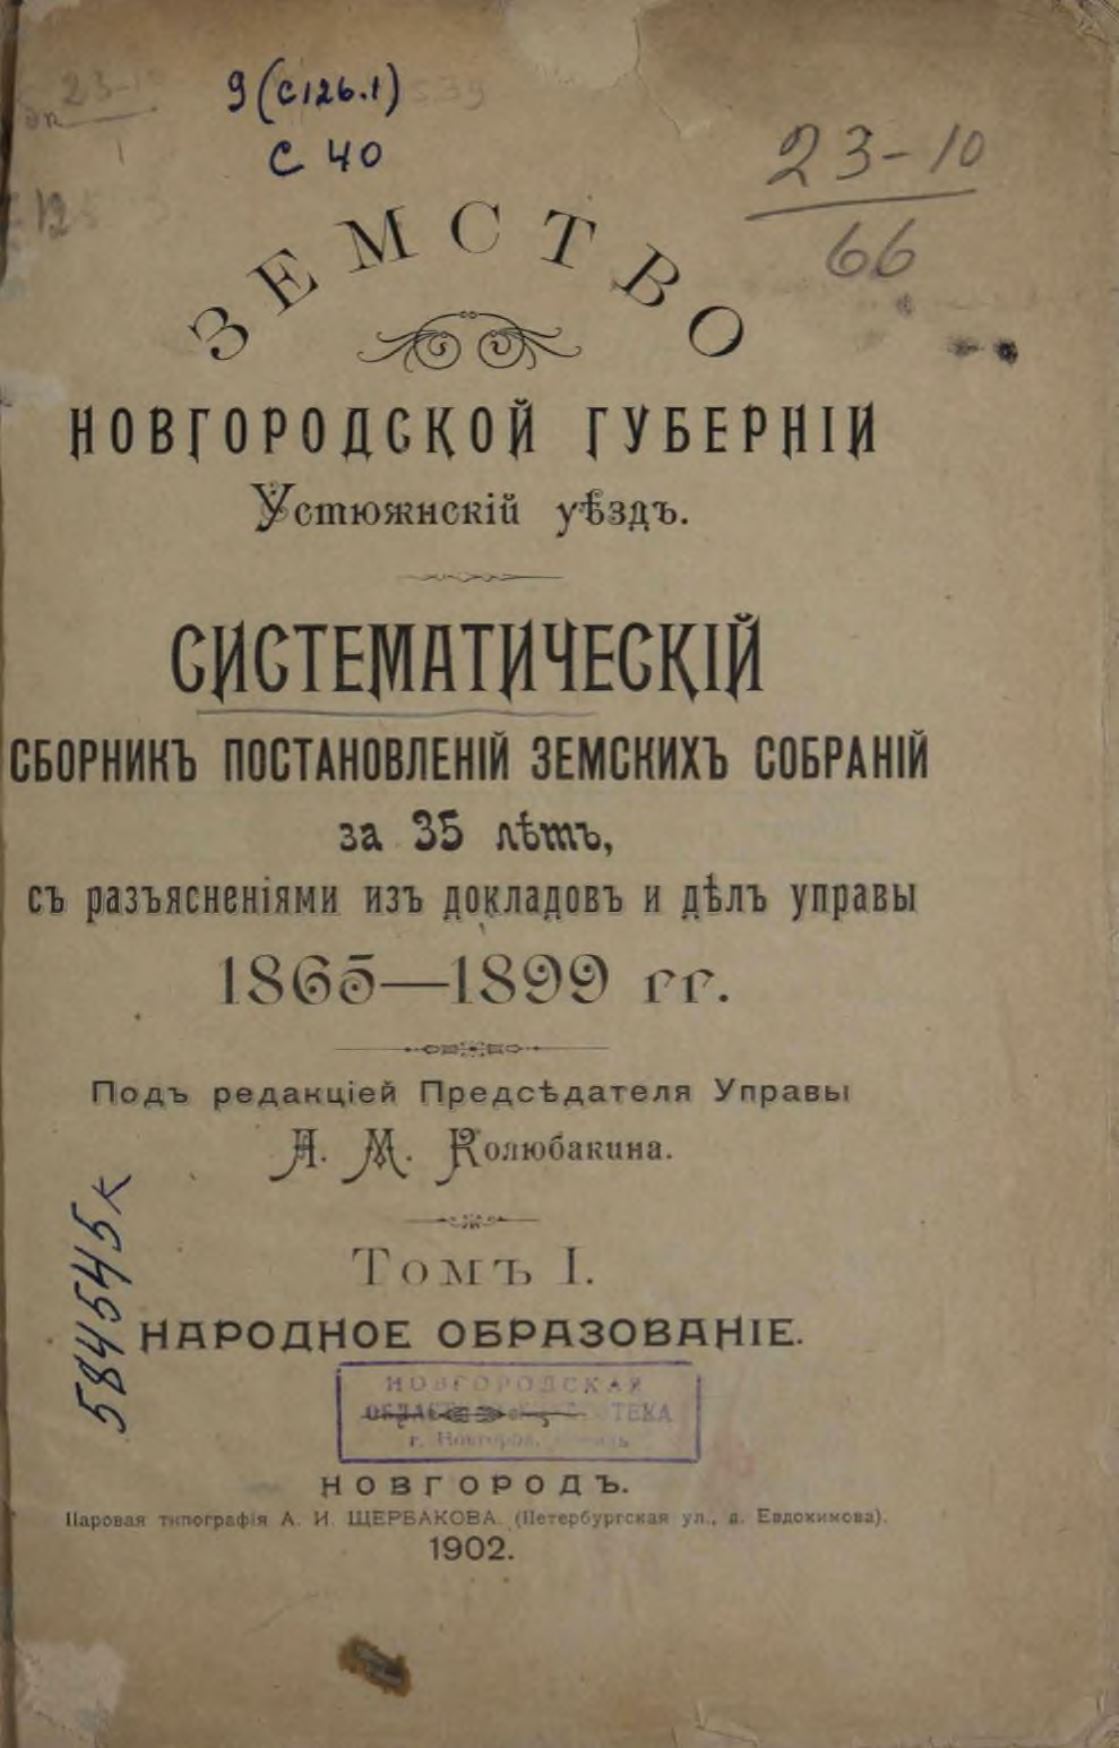 9 (С126.1)
С 40
23-10
66
ЗЕМСТВО
НОВГОРОДСКОЙ ГУБЕРНІИ
Устюжнскій уѣздъ.
СИСТЕМАТИЧЕСКІЙ
СБОРНИКЪ ПОСТАНОВЛЕНІЙ ЗЕМСКИХЪ СОБРАНІЙ
за 35 лѣтъ,
съ разъясненіями изъ докладовъ и дѣлъ управы
1865—1899 гг.
Подъ редакціей Предсѣдателя Управы
А. М. Колюбакина.
Томъ I.
НАРОДНОЕ ОБРАЗОВАНІЕ.
584545к
НОВГОРОДСКАЯ
г. Новгород,
НОВГОРОДЪ.
Паровая типографія А. И. ЩЕРБАКОВА. (Петербургская ул., д. Евдокимова).
1902.